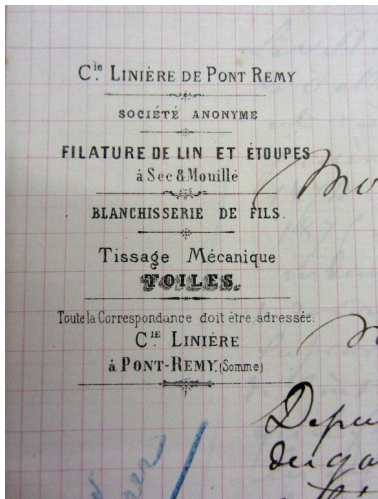 Cie. LINIÈRE DE PONT REMY
SOCIÉTÉ ANONYME
FILATURE DE LIN ET ÉTOUPES
á Sec & Mouillé
BLANCHISSERIE DE FILS.
Tissage Mécanique
TOILES.
Toute la Correspondance doit être adressée:
CIE LINIÈRE
á PONT-REMY. (Somme)